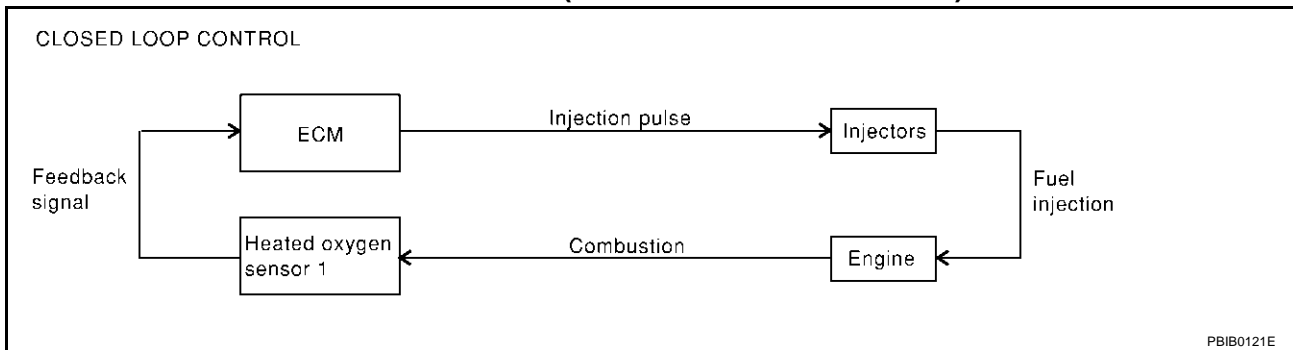 CLOSED LOOP CONTROL
ECM
Injection pulse
Injectors
Feedback
signal
Fuel
injection
Heated oxygen
sensor 1
Combustion
Engine
PBIB0121E